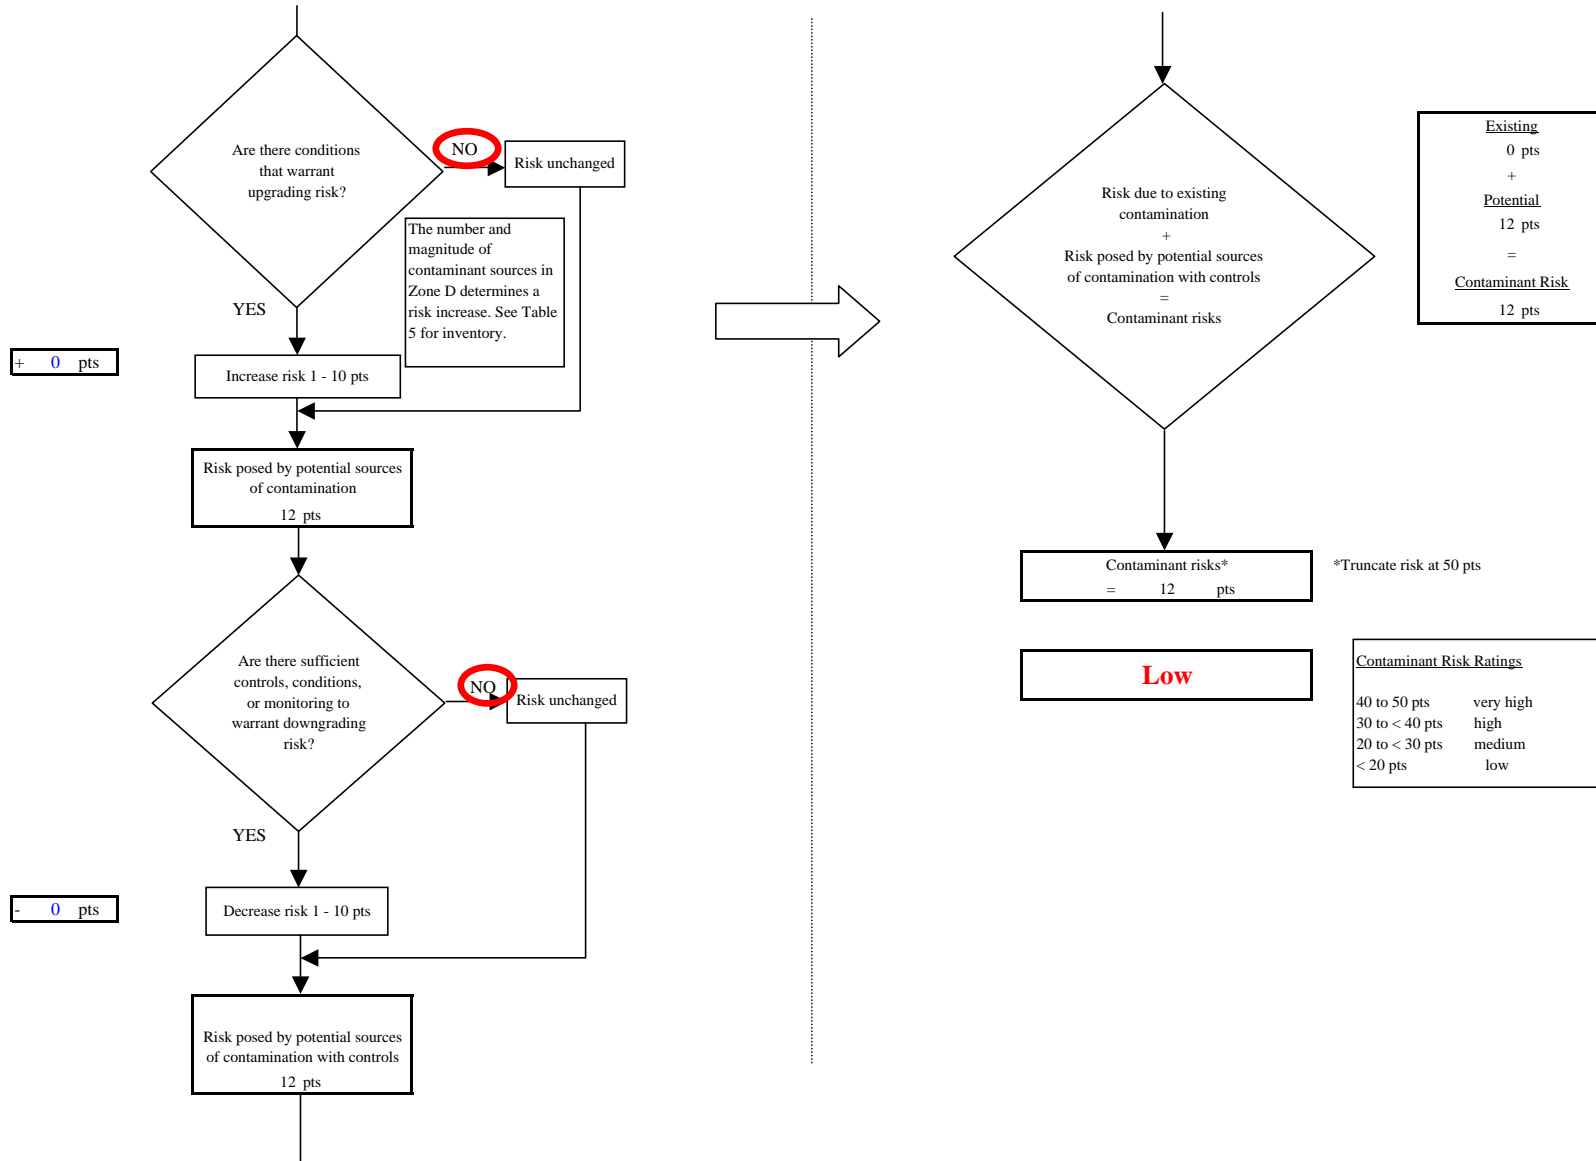 Are there conditions
that warrant
upgrading risk?
NO
Risk unchanged
The number and
magnitude of
contaminant sources in
Zone D determines a
risk increase. See Table
5 for inventory.
YES
+ 0 pts
Increase risk 1 - 10 pts
Risk posed by potential sources
of contamination
12 pts
Are there sufficient
controls, conditions,
or monitoring to
warrant downgrading
risk?
NO
Risk unchanged
YES
- 0 pts
Decrease risk 1 - 10 pts
Risk posed by potential sources
of contamination with controls
12 pts
Risk due to existing
contamination
+
Risk posed by potential sources
of contamination with controls
=
Contaminant risks
Existing
0 pts
+
Potential
12 pts
=
Contaminant Risk
12 pts
Contaminant risks*
= 12 pts
*Truncate risk at 50 pts
Low
Contaminant Risk Ratings
40 to 50 pts very high
30 to < 40 pts high
20 to < 30 pts medium
< 20 pts low